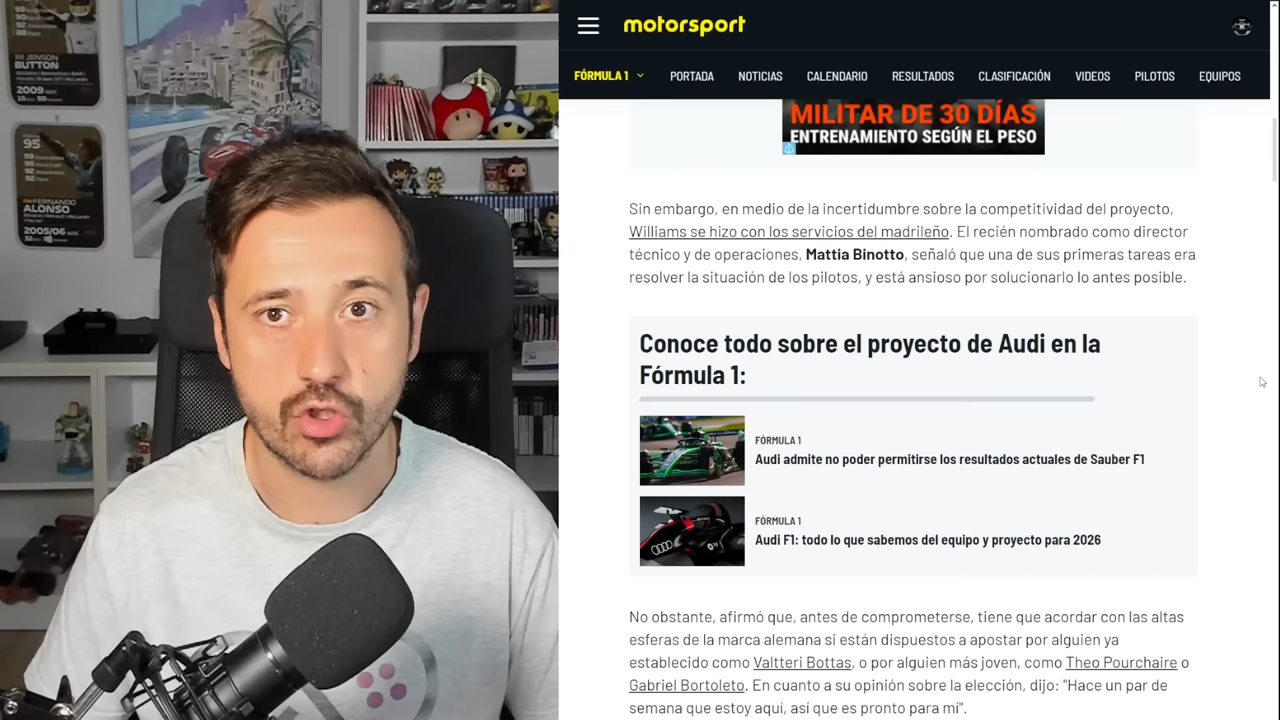 JENSON
BUTTON
2009
95
FERNANDO
ALONSO
2005/06
motorsport
FÓRMULA 1
PORTADA
NOTICIAS
CALENDARIO
RESULTADOS
CLASIFICACIÓN
VIDEOS
PILOTOS
EQUIPOS
MILITAR DE 30 DÍAS
ENTRENAMIENTO SEGÚN EL PESO
Sin embargo, en medio de la incertidumbre sobre la competitividad del proyecto,
Williams se hizo con los servicios del madrileño. El recién nombrado como director
técnico y de operaciones, Mattia Binotto, señaló que una de sus primeras tareas era
resolver la situación de los pilotos, y está ansioso por solucionarlo lo antes posible.
Conoce todo sobre el proyecto de Audi en la
Fórmula 1:
FÓRMULA 1
Audi admite no poder permitirse los resultados actuales de Sauber F1
FÓRMULA 1
Audi F1: todo lo que sabemos del equipo y proyecto para 2026
No obstante, afirmó que, antes de comprometerse, tiene que acordar con las altas
esferas de la marca alemana si están dispuestos a apostar por alguien ya
establecido como Valtteri Bottas, o por alguien más joven, como Theo Pourchaire o
Gabriel Bortoleto. En cuanto a su opinión sobre la elección, dijo: "Hace un par de
semana que estoy aquí, así que es pronto para mí".